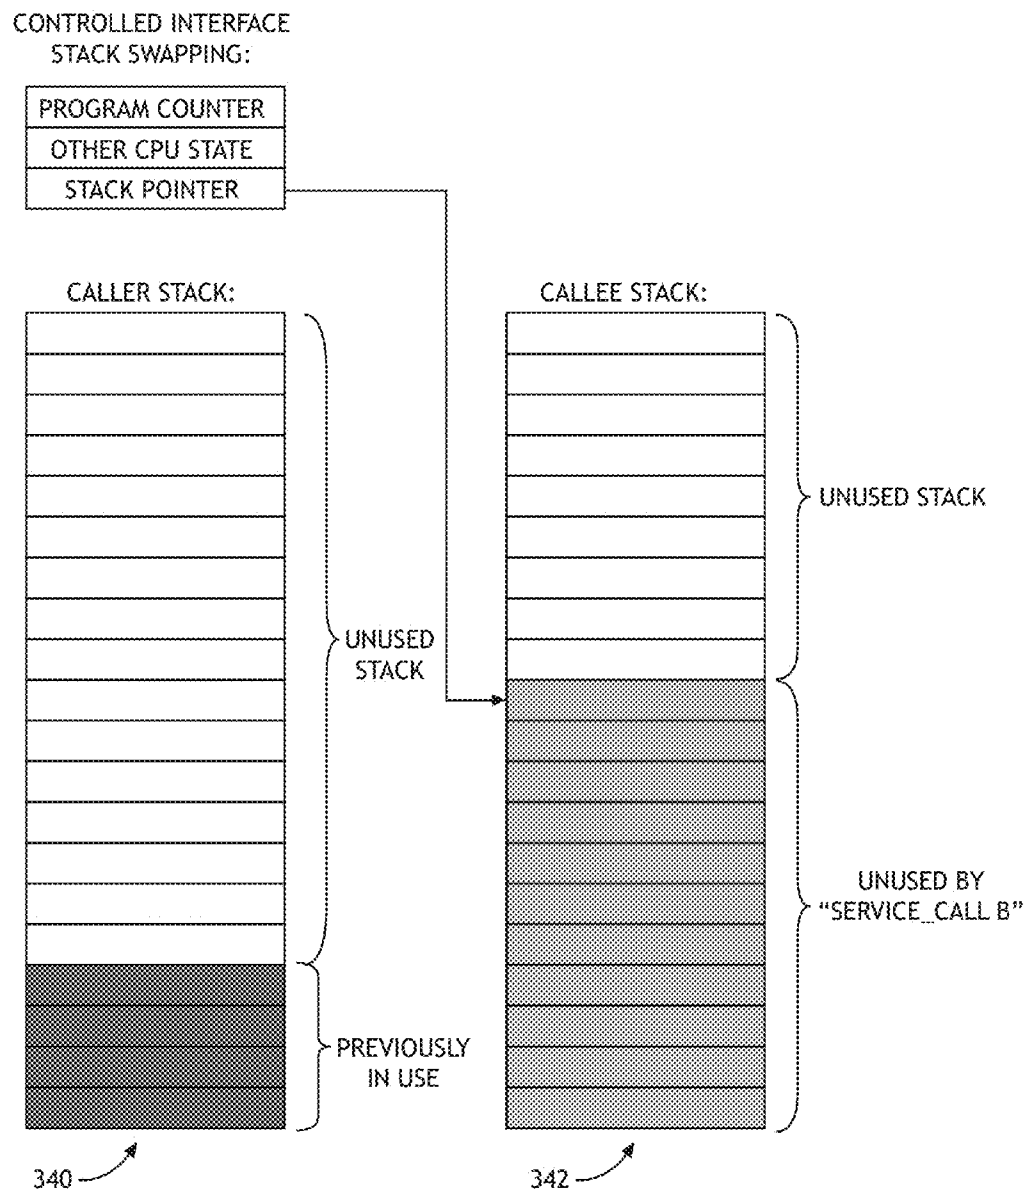 CONTROLLED INTERFACE
STACK SWAPPING:
PROGRAM COUNTER
OTHER CPU STATE
STACK POINTER
CALLER STACK:
CALLEE STACK:
UNUSED STACK
UNUSED
STACK
UNUSED BY
"SERVICE_CALL B"
PREVIOUSLY
IN USE
340
342